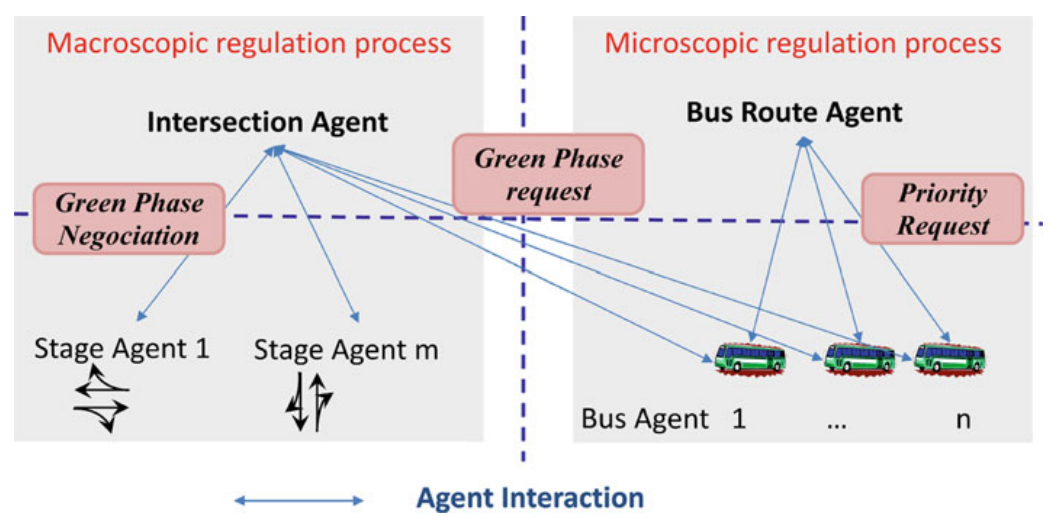 Macroscopic regulation process
Microscopic regulation process
Intersection Agent
Bus Route Agent
Green Phase
request
Green Phase
Negociation
Priority
Request
Stage Agent 1
Stage Agent m
Bus Agent 1 ... n
Agent Interaction